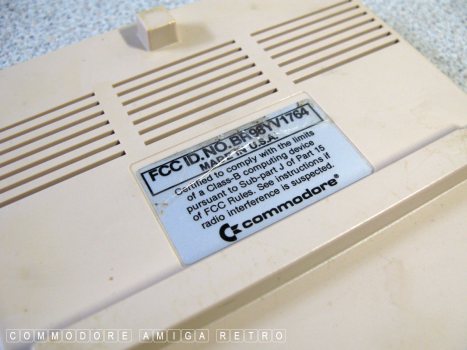 FCC ID. NO. BR98YV1764
MADE IN U.S.A.
Certified to comply with the limits
of a Class-B computing device
pursuant to Sub-part J of Part 15
of FCC Rules. See instructions if
radio interference is suspected.
commodore®
COMMODORE AMIGA RETRO